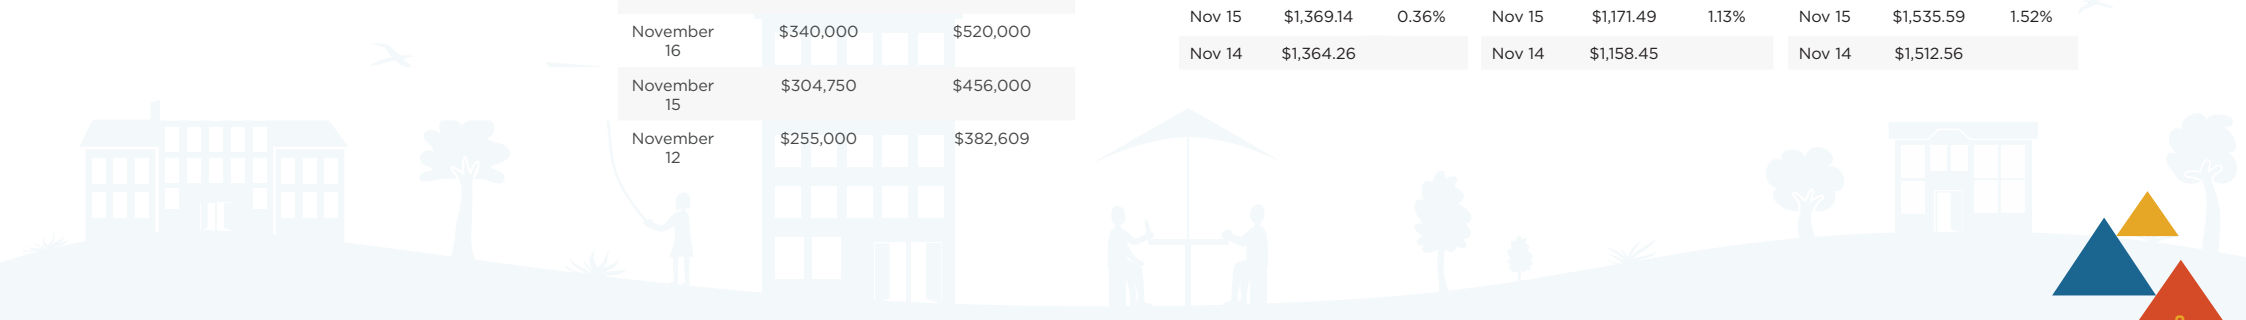 November $340,000 $520,000
16
November $304,750 $456,000
15
November $255,000 $382,609
12
Nov 15 $1,369.14 0.36% Nov 15 $1,171.49 1.13% Nov 15 $1,535.59 1.52%
Nov 14 $1,364.26 Nov 14 $1,158.45 Nov 14 $1,512.56